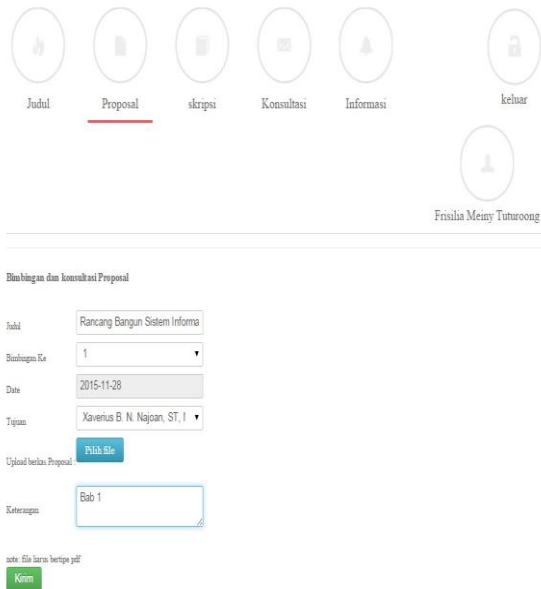 Judul Proposal skripsi Konsultasi Informasi keluar
Frisilia Meiny Tuturoong
Bimbingan dan konsultasi Proposal
Judul Rancang Bangun Sistem Informa
Bimbingan Ke 1
Date 2015-11-28
Tujuan Xaverius B. N. Najoan, ST,
Upload berkas Proposal : Pilih file
Keterangan Bab 1
note: file harus bertipe pdf
Kirim